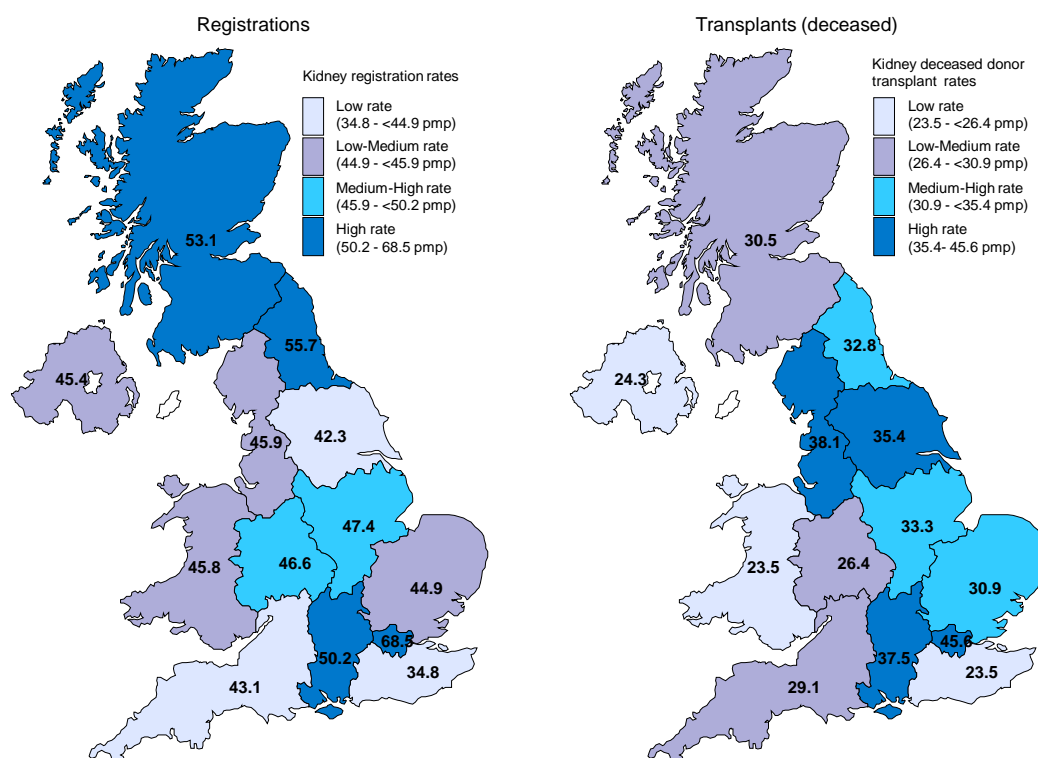 Registrations
Kidney registration rates
Low rate
(34.8 - <44.9 pmp)
Low-Medium rate
(44.9 - <45.9 pmp)
Medium-High rate
(45.9 - <50.2 pmp)
High rate
(50.2 - 68.5 pmp)
53.1
55.7
45.4
45.9
42.3
47.4
46.6
45.8
44.9
68.5
50.2
34.8
43.1
Transplants (deceased)
Kidney deceased donor
transplant rates
Low rate
(23.5 - <26.4 pmp)
Low-Medium rate
(26.4 - <30.9 pmp)
Medium-High rate
(30.9 - <35.4 pmp)
High rate
(35.4- 45.6 pmp)
30.5
32.8
24.3
38.1
35.4
33.3
26.4
23.5
30.9
45.6
37.5
23.5
29.1